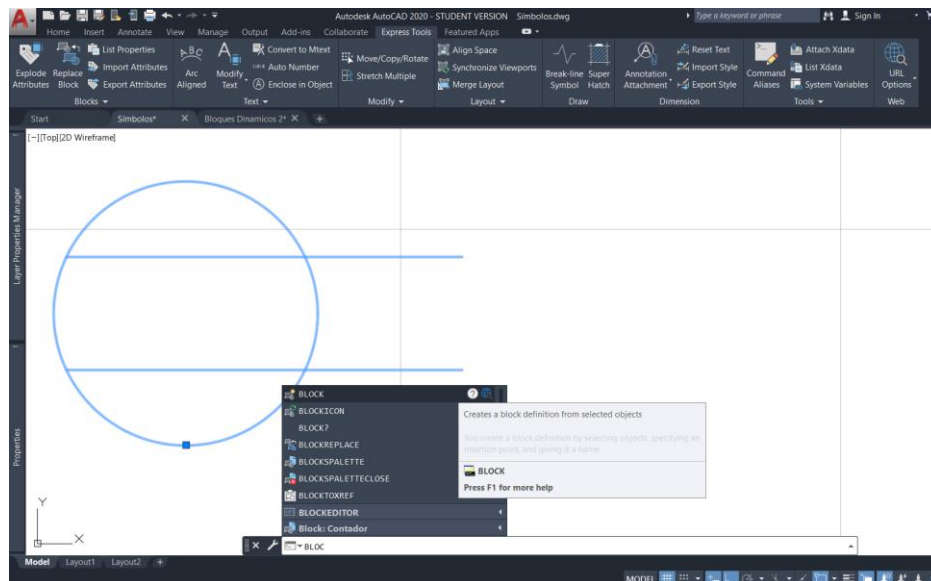 Autodesk AutoCAD 2020 - STUDENT VERSION Simbolos.dwg
Type a keyword or phrase
Sign In
Home Insert Annotate View Manage Output Add-ins Collaborate Express Tools Featured Apps
Explode Attributes
Replace Block
List Properties
Import Attributes
Export Attributes
Blocks
Arc Aligned
Modify Text
Convert to Mtext
Auto Number
Enclose in Object
Text
Move/Copy/Rotate
Stretch Multiple
Modify
Align Space
Synchronize Viewports
Merge Layout
Layout
Break-line Symbol
Super Hatch
Draw
Annotation Attachment
Reset Text
Import Style
Export Style
Dimension
Command Aliases
Attach Xdata
List Xdata
System Variables
Tools
URL Options
Web
Start Simbolos* Bloques Dinamicos 2*
[−][Top][2D Wireframe]
Layer Properties Manager
Properties
BLOCK
BLOCKICON
BLOCK?
BLOCKREPLACE
BLOCKSPALETTE
BLOCKSPALETTECLOSE
BLOCKTOXREF
BLOCKEDITOR
Block: Contador
BLOC
Creates a block definition from selected objects
You create a block definition by selecting objects, specifying an
insertion point, and giving it a name.
BLOCK
Press F1 for more help
Y
X
Model Layout1 Layout2 +
MODEL